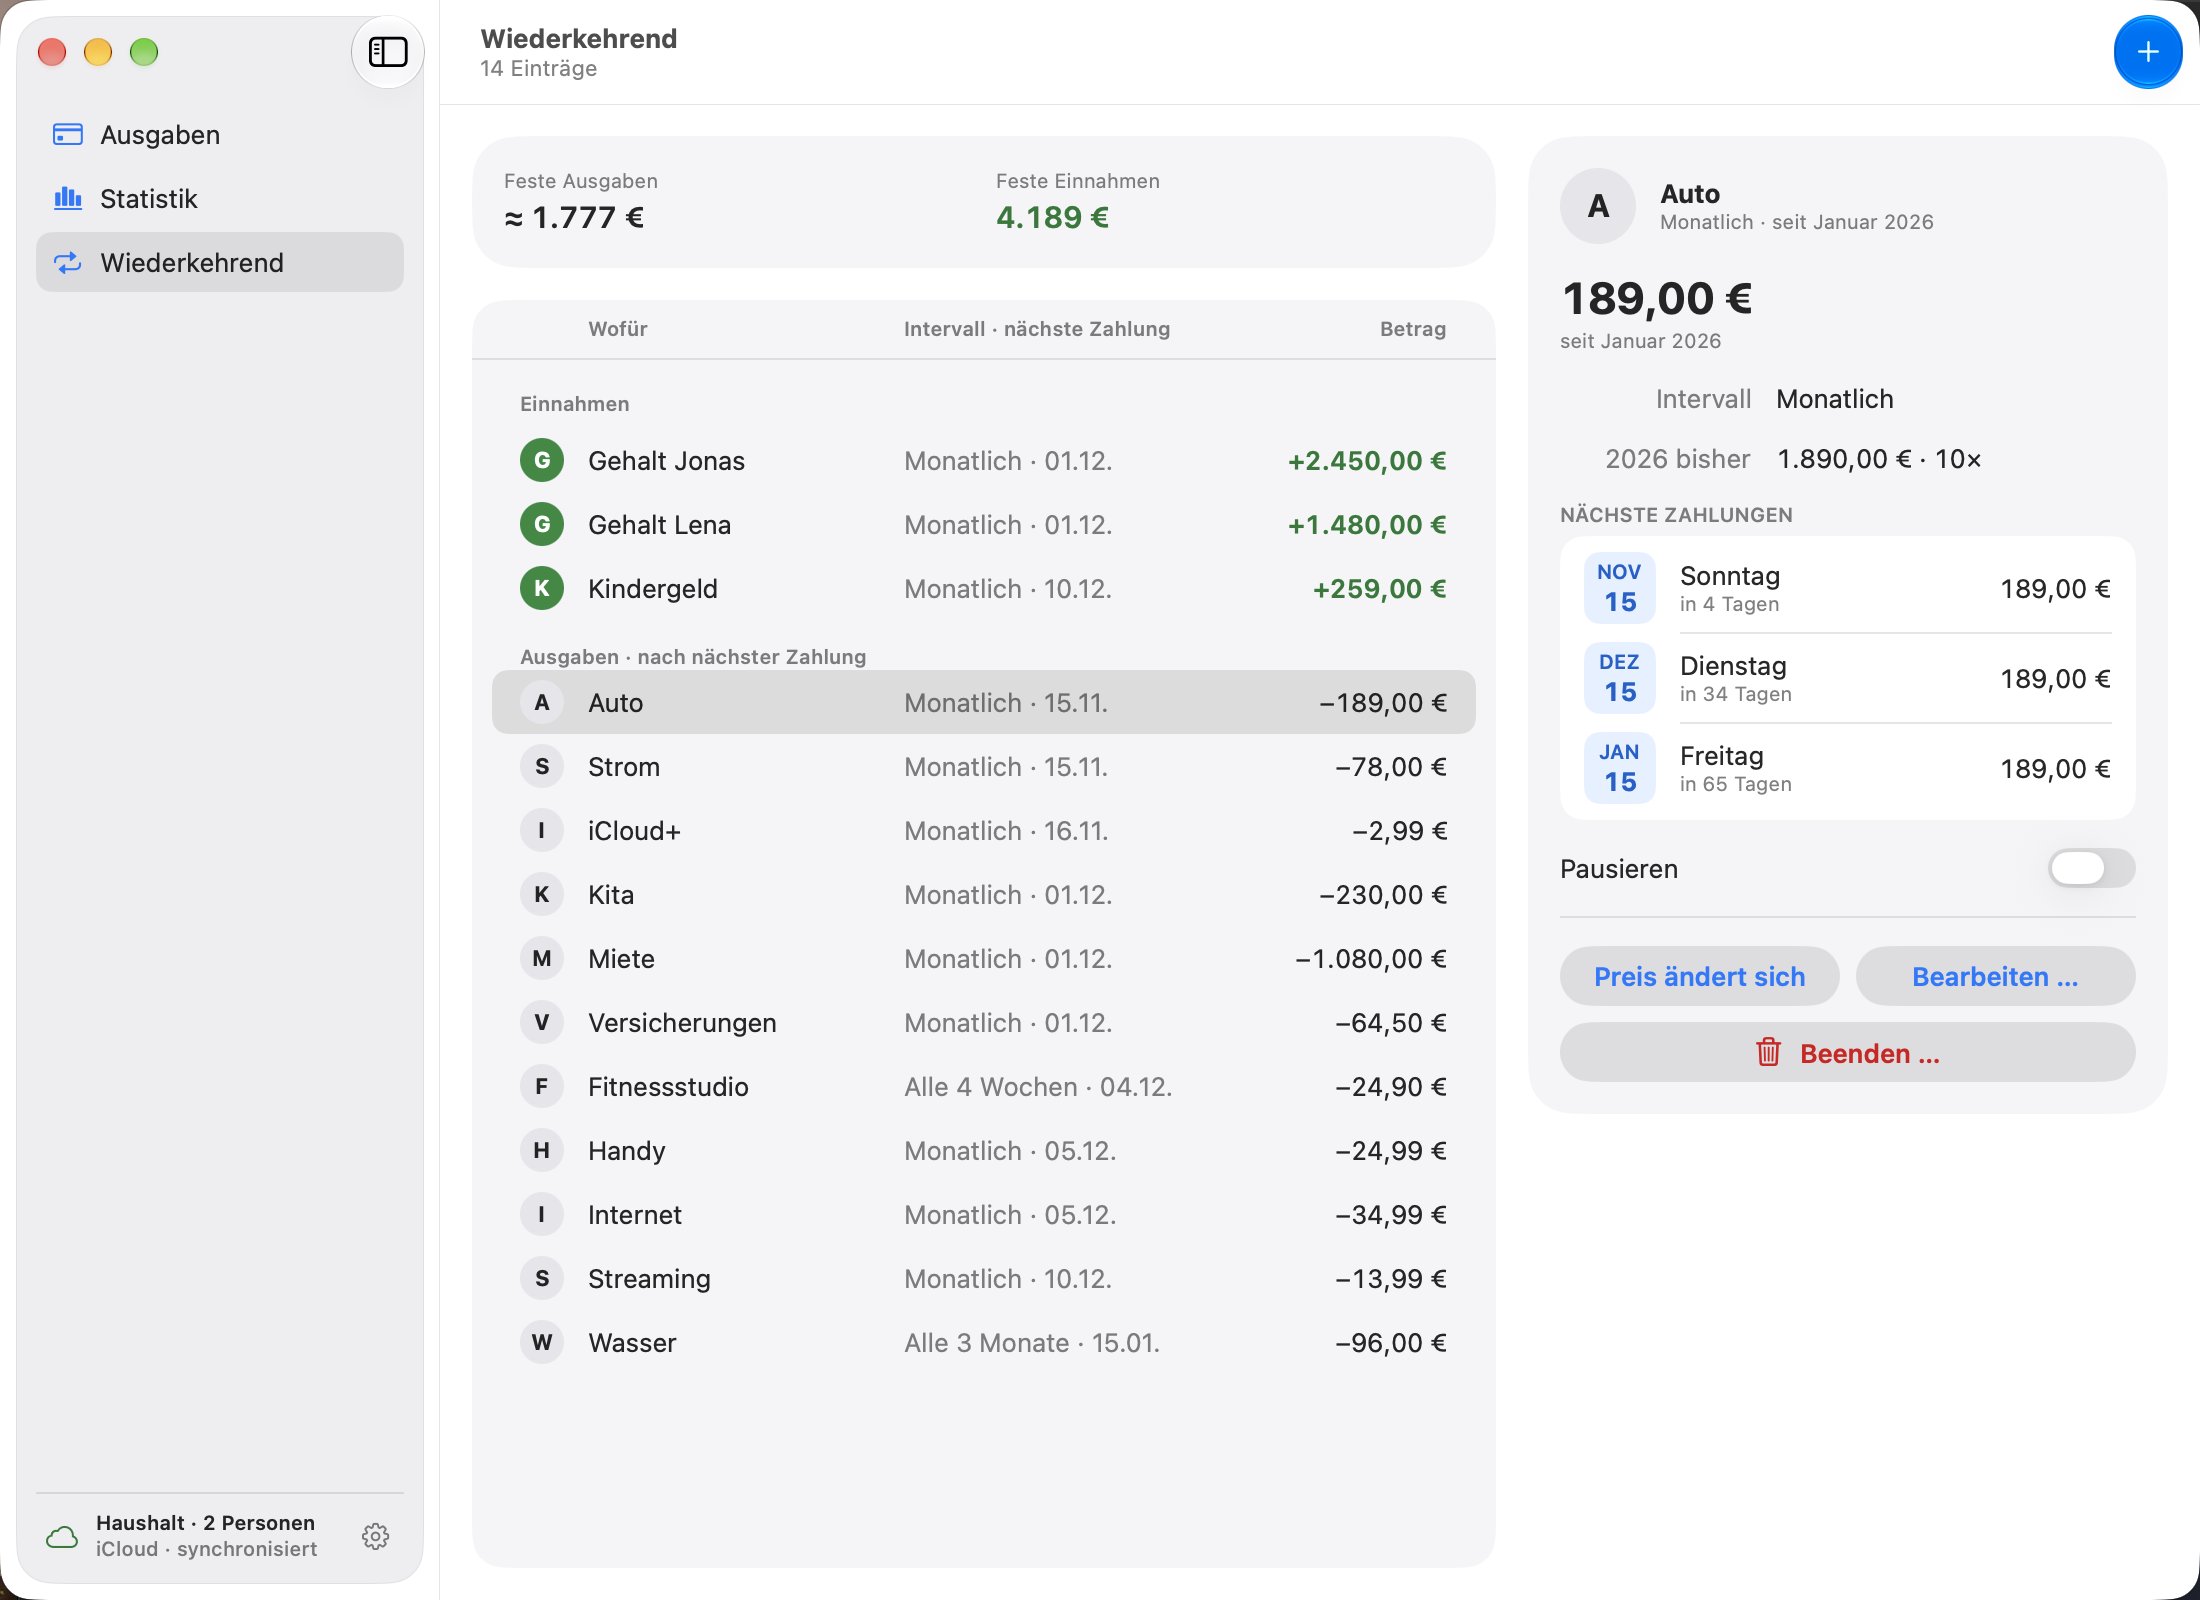 Ausgaben
Statistik
Wiederkehrend
Haushalt · 2 Personen
iCloud · synchronisiert
Wiederkehrend
14 Einträge
Feste Ausgaben
≈ 1.777 €
Feste Einnahmen
4.189 €
Wofür Intervall · nächste Zahlung Betrag
Einnahmen
G Gehalt Jonas Monatlich · 01.12. +2.450,00 €
G Gehalt Lena Monatlich · 01.12. +1.480,00 €
K Kindergeld Monatlich · 10.12. +259,00 €
Ausgaben · nach nächster Zahlung
A Auto Monatlich · 15.11. −189,00 €
S Strom Monatlich · 15.11. −78,00 €
I iCloud+ Monatlich · 16.11. −2,99 €
K Kita Monatlich · 01.12. −230,00 €
M Miete Monatlich · 01.12. −1.080,00 €
V Versicherungen Monatlich · 01.12. −64,50 €
F Fitnessstudio Alle 4 Wochen · 04.12. −24,90 €
H Handy Monatlich · 05.12. −24,99 €
I Internet Monatlich · 05.12. −34,99 €
S Streaming Monatlich · 10.12. −13,99 €
W Wasser Alle 3 Monate · 15.01. −96,00 €
A Auto
Monatlich · seit Januar 2026
189,00 €
seit Januar 2026
Intervall Monatlich
2026 bisher 1.890,00 € · 10×
NÄCHSTE ZAHLUNGEN
NOV 15 Sonntag 189,00 €
in 4 Tagen
DEZ 15 Dienstag 189,00 €
in 34 Tagen
JAN 15 Freitag 189,00 €
in 65 Tagen
Pausieren
Preis ändert sich Bearbeiten ...
Beenden ...